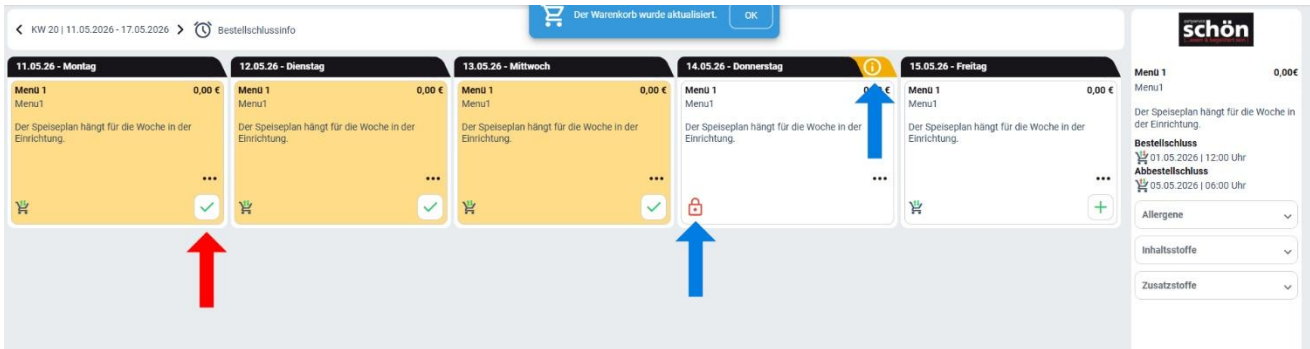 Der Warenkorb wurde aktualisiert. OK
KW 20 | 11.05.2026 - 17.05.2026 Bestellschlussinfo
schön
11.05.26 - Montag
Menü 1 0,00 €
Menu1
Der Speiseplan hängt für die Woche in der
Einrichtung.
12.05.26 - Dienstag
Menü 1 0,00 €
Menu1
Der Speiseplan hängt für die Woche in der
Einrichtung.
13.05.26 - Mittwoch
Menü 1 0,00 €
Menu1
Der Speiseplan hängt für die Woche in der
Einrichtung.
14.05.26 - Donnerstag
Menü 1 0,00 €
Menu1
Der Speiseplan hängt für die Woche in der
Einrichtung.
15.05.26 - Freitag
Menü 1 0,00 €
Menu1
Der Speiseplan hängt für die Woche in der
Einrichtung.
Menü 1 0,00€
Menu1
Der Speiseplan hängt für die Woche in
der Einrichtung.
Bestellschluss
01.05.2026 | 12:00 Uhr
Abbestellschluss
05.05.2026 | 06:00 Uhr
Allergene
Inhaltsstoffe
Zusatzstoffe